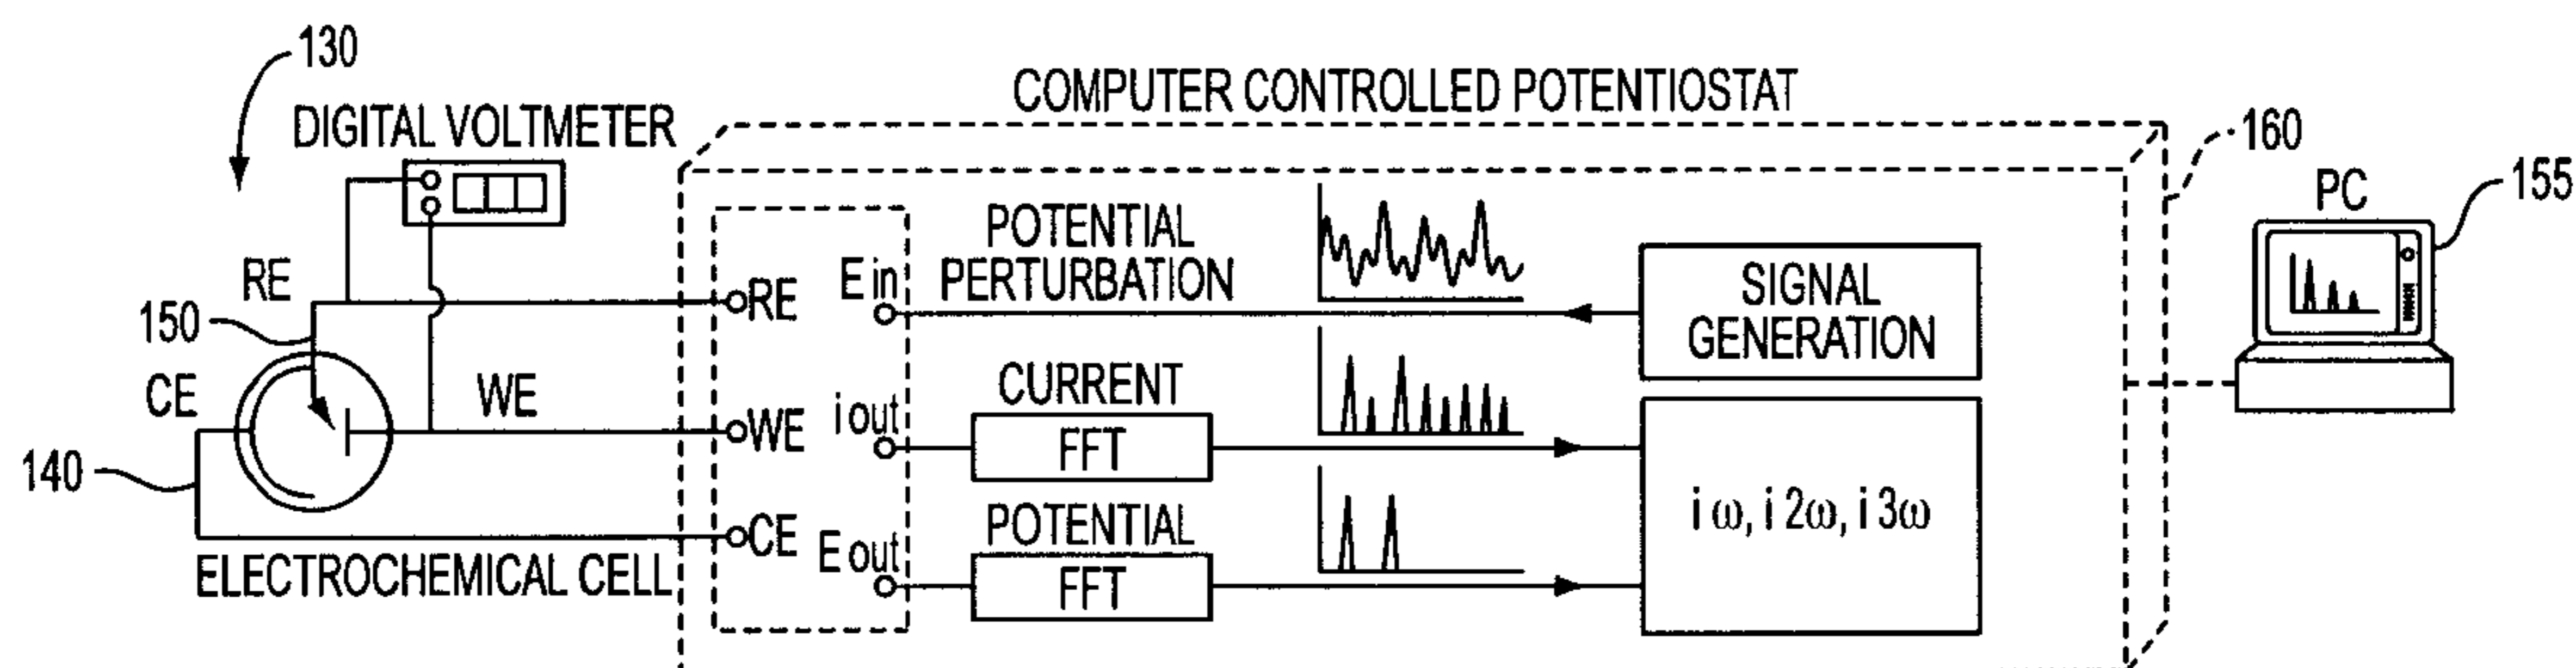 130
COMPUTER CONTROLLED POTENTIOSTAT
DIGITAL VOLTMETER
160
PC
155
RE
150
CE
WE
140
ELECTROCHEMICAL CELL
RE
WE
CE
E in
i out
E out
POTENTIAL
PERTURBATION
SIGNAL
GENERATION
CURRENT
FFT
POTENTIAL
FFT
i ω, i 2ω, i 3ω